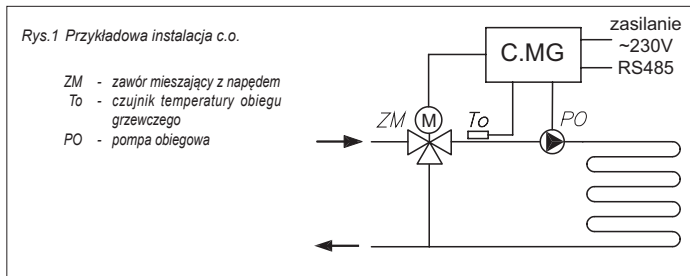 Rys.1 Przykładowa instalacja c.o.
ZM - zawór mieszający z napędem
To - czujnik temperatury obiegu
grzewczego
PO - pompa obiegowa
C.MG
zasilanie
~230V
RS485
ZM
M
To
PO